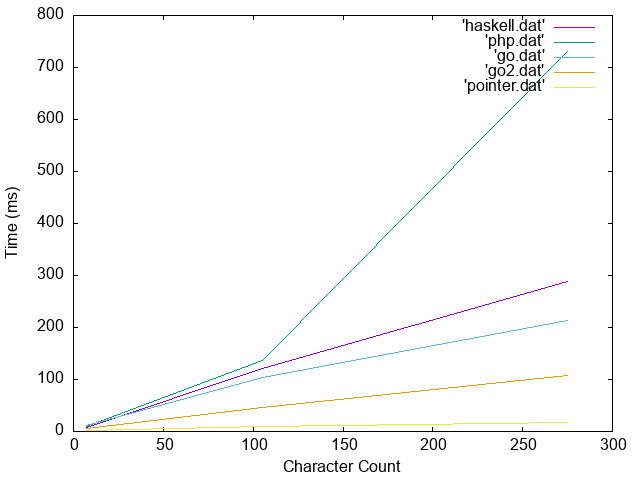 800
700
600
500
400
300
200
100
0
Time (ms)
'haskell.dat'
'php.dat'
'go.dat'
'go2.dat'
'pointer.dat'
0 50 100 150 200 250 300
Character Count